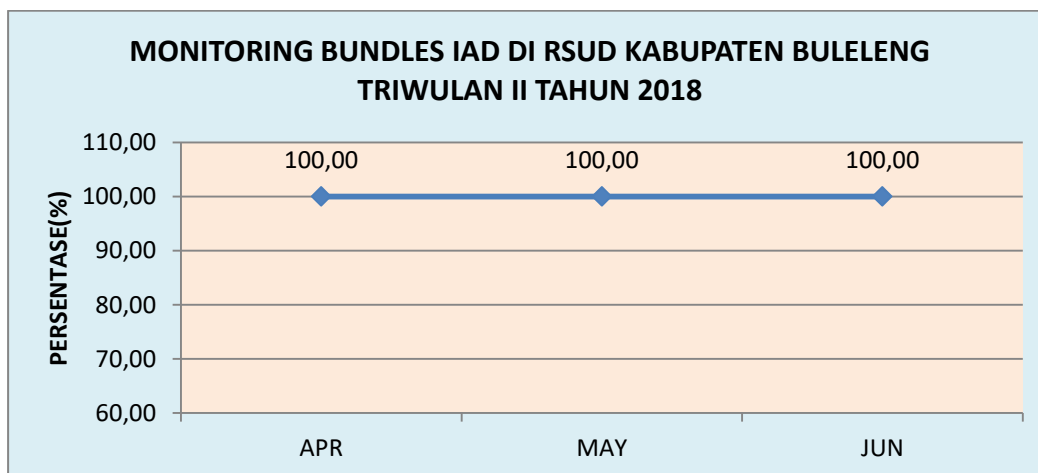 MONITORING BUNDLES IAD DI RSUD KABUPATEN BULELENG
TRIWULAN II TAHUN 2018
PERSENTASE(%)
110,00
100,00
90,00
80,00
70,00
60,00
100,00
100,00
100,00
APR
MAY
JUN